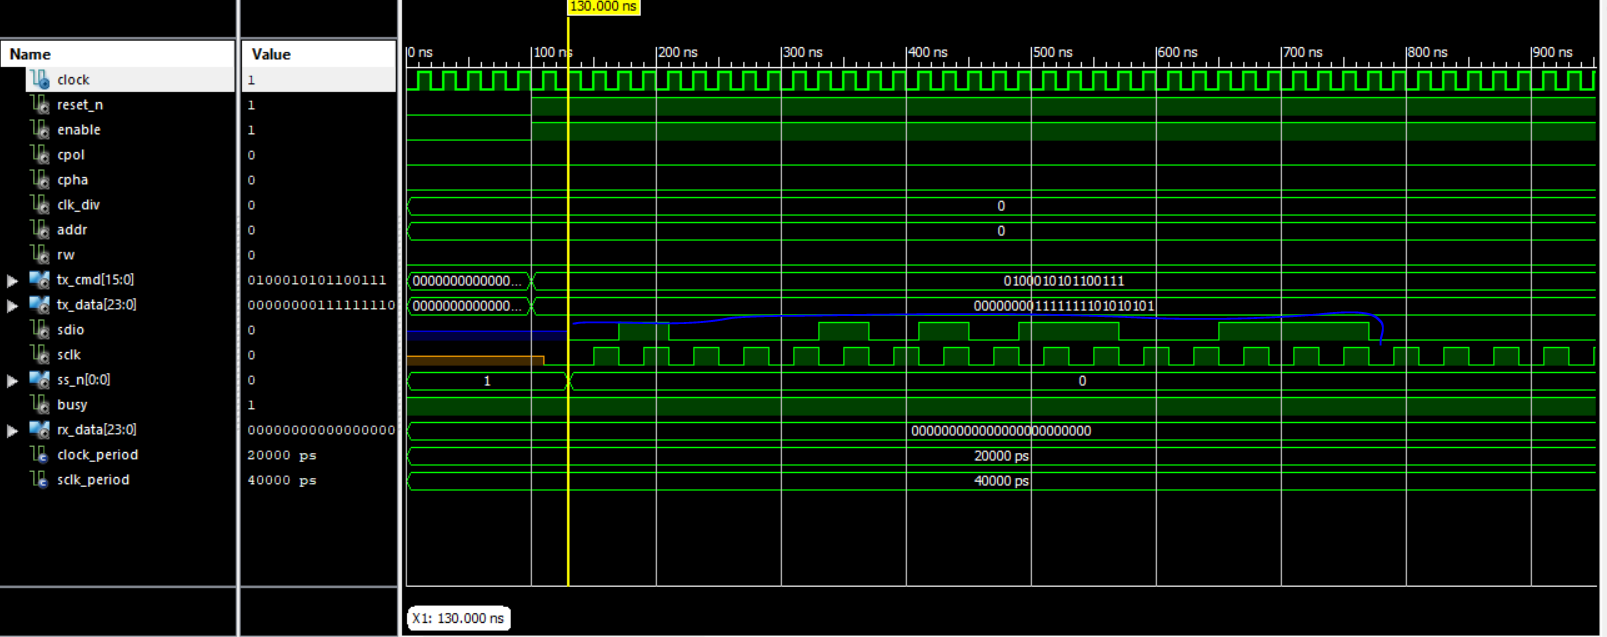 130.000 ns
Name Value 0 ns 100 ns 200 ns 300 ns 400 ns 500 ns 600 ns 700 ns 800 ns 900 ns
clock 1
reset_n 1
enable 1
cpol 0
cpha 0
clk_div 0 0
addr 0 0
rw 0
tx_cmd[15:0] 0100010101100111 0000000000000... 0100010101100111
tx_data[23:0] 000000001111111110 0000000000000... 000000001111111101010101
sdio 0
sclk 0
ss_n[0:0] 0 1 0
busy 1
rx_data[23:0] 000000000000000000 000000000000000000000000
clock_period 20000 ps 20000 ps
sclk_period 40000 ps 40000 ps
X1: 130.000 ns